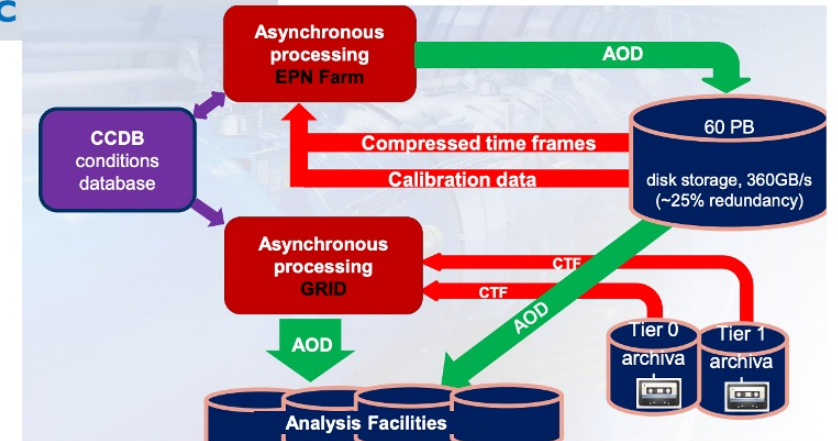 C
Asynchronous
processing
EPN Farm
AOD
CCDB
conditions
database
Compressed time frames
Calibration data
60 PB
disk storage, 360GB/s
(~25% redundancy)
Asynchronous
processing
GRID
CTF
CTF
AOD
AOD
Tier 0
archiva
Tier 1
archiva
Analysis Facilities